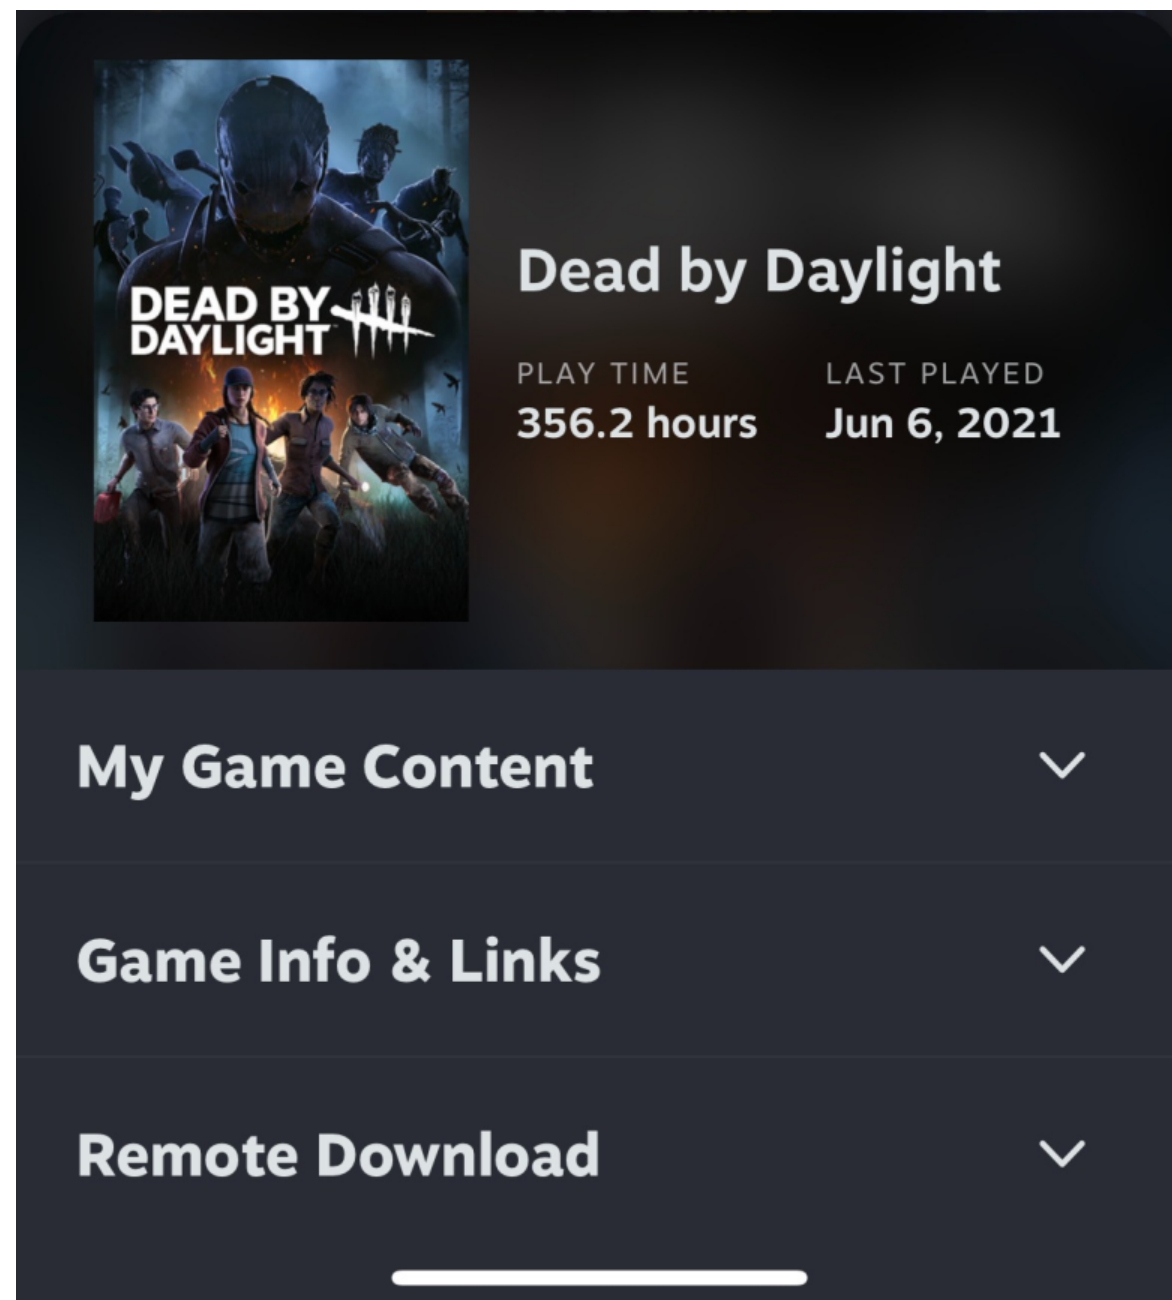 DEAD BY
DAYLIGHT
Dead by Daylight
PLAY TIME
LAST PLAYED
356.2 hours
Jun 6, 2021
My Game Content
Game Info & Links
Remote Download